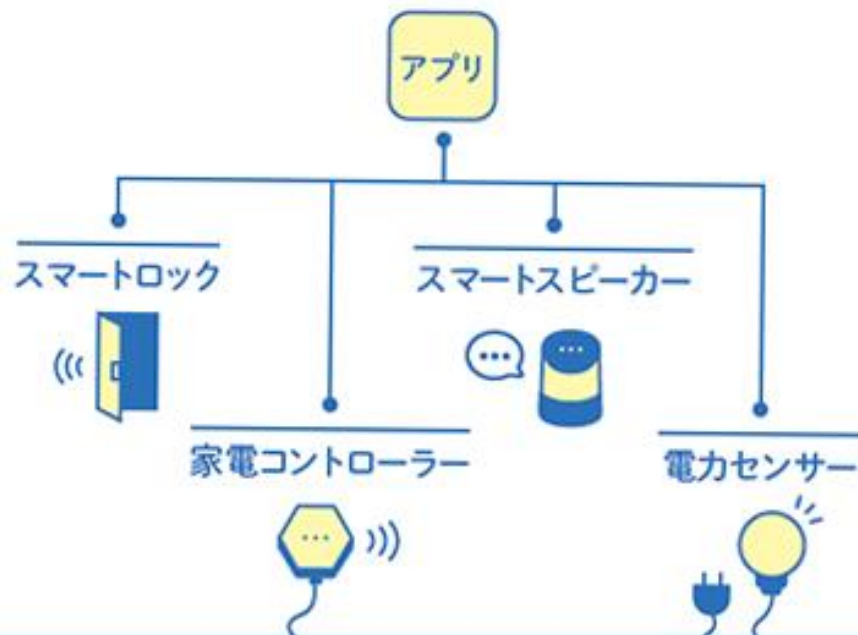 アプリ
スマートロック
スマートスピーカー
家電コントローラー
電力センサー